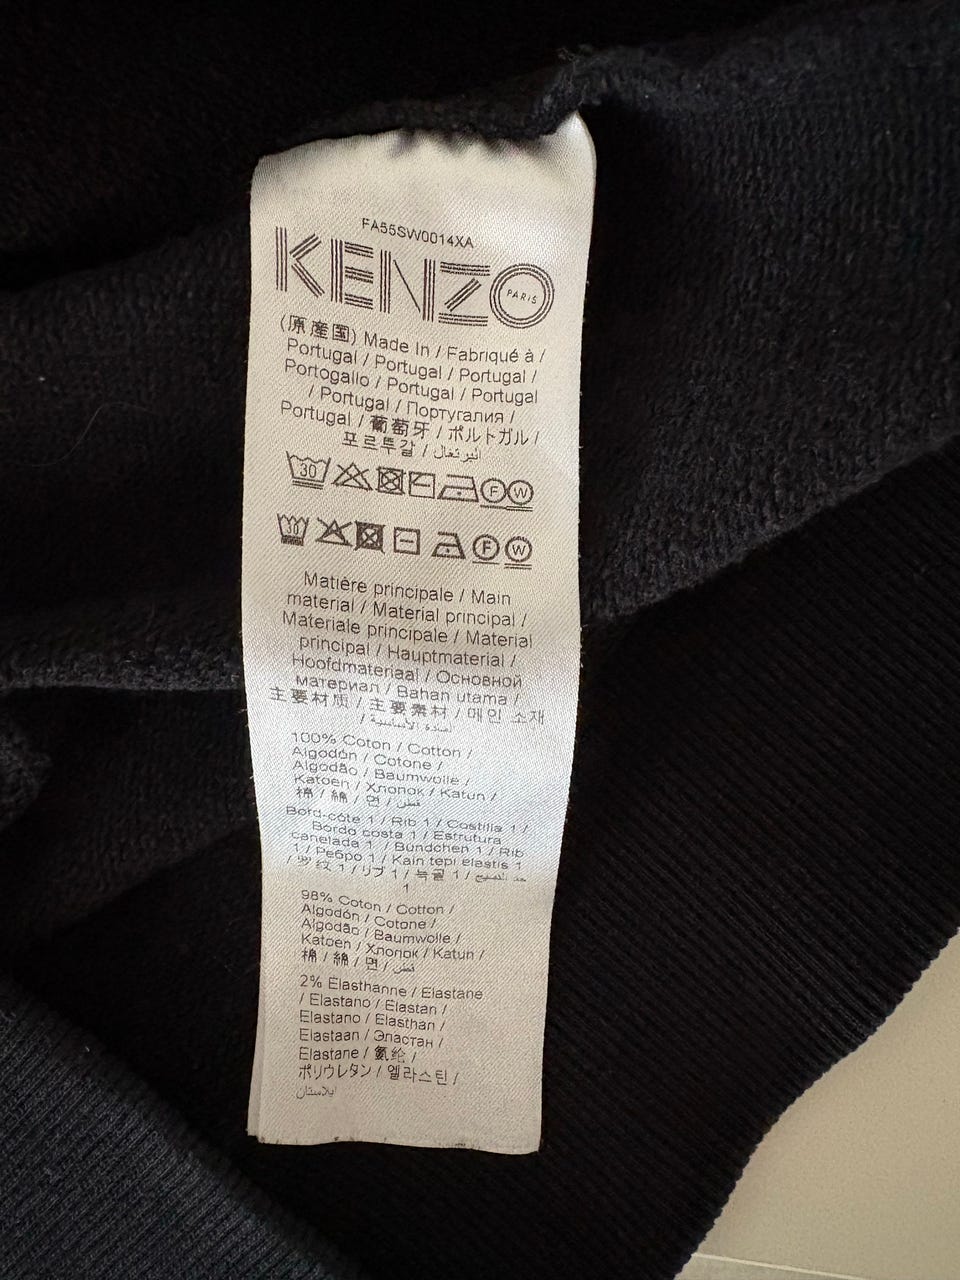 FA55SW0014XA
KENZO
PARIS
(原産国) Made In / Fabriqué à /
Portugal / Portugal / Portugal /
Portogallo / Portugal / Portugal
/ Portugal / Португалия /
Portugal / 葡萄牙 / ポルトガル /
포르투갈 / البرتغال
30 F W
30 F W
Matière principale / Main
material / Material principal /
Materiale principale / Material
principal / Hauptmaterial /
Hoofdmateriaal / Основной
материал / Bahan utama /
主要材质 / 主要素材 / 메인 소재
/
100% Coton / Cotton /
Algodón / Cotone /
Algodão / Baumwolle /
Katoen / Хлопок / Katun /
棉 / 綿 / 면 / قطن
Bord-côte 1 / Rib 1 / Costilla 1 /
Bordo costa 1 / Estrutura
canelada 1 / Bündchen 1 / Rib
1 / Ребро 1 / Kain tepi elastis 1
/ 罗纹 1 / リブ 1 / 늑골 1 /
1
98% Coton / Cotton /
Algodón / Cotone /
Algodão / Baumwolle /
Katoen / Хлопок / Katun /
棉 / 綿 / 면 / قطن
2% Élasthanne / Elastane
/ Elastano / Elastan /
Elastano / Elasthan /
Elastaan / Эластан /
Elastane / 氨纶 /
ポリウレタン / 엘라스틴 /
ايلاستان